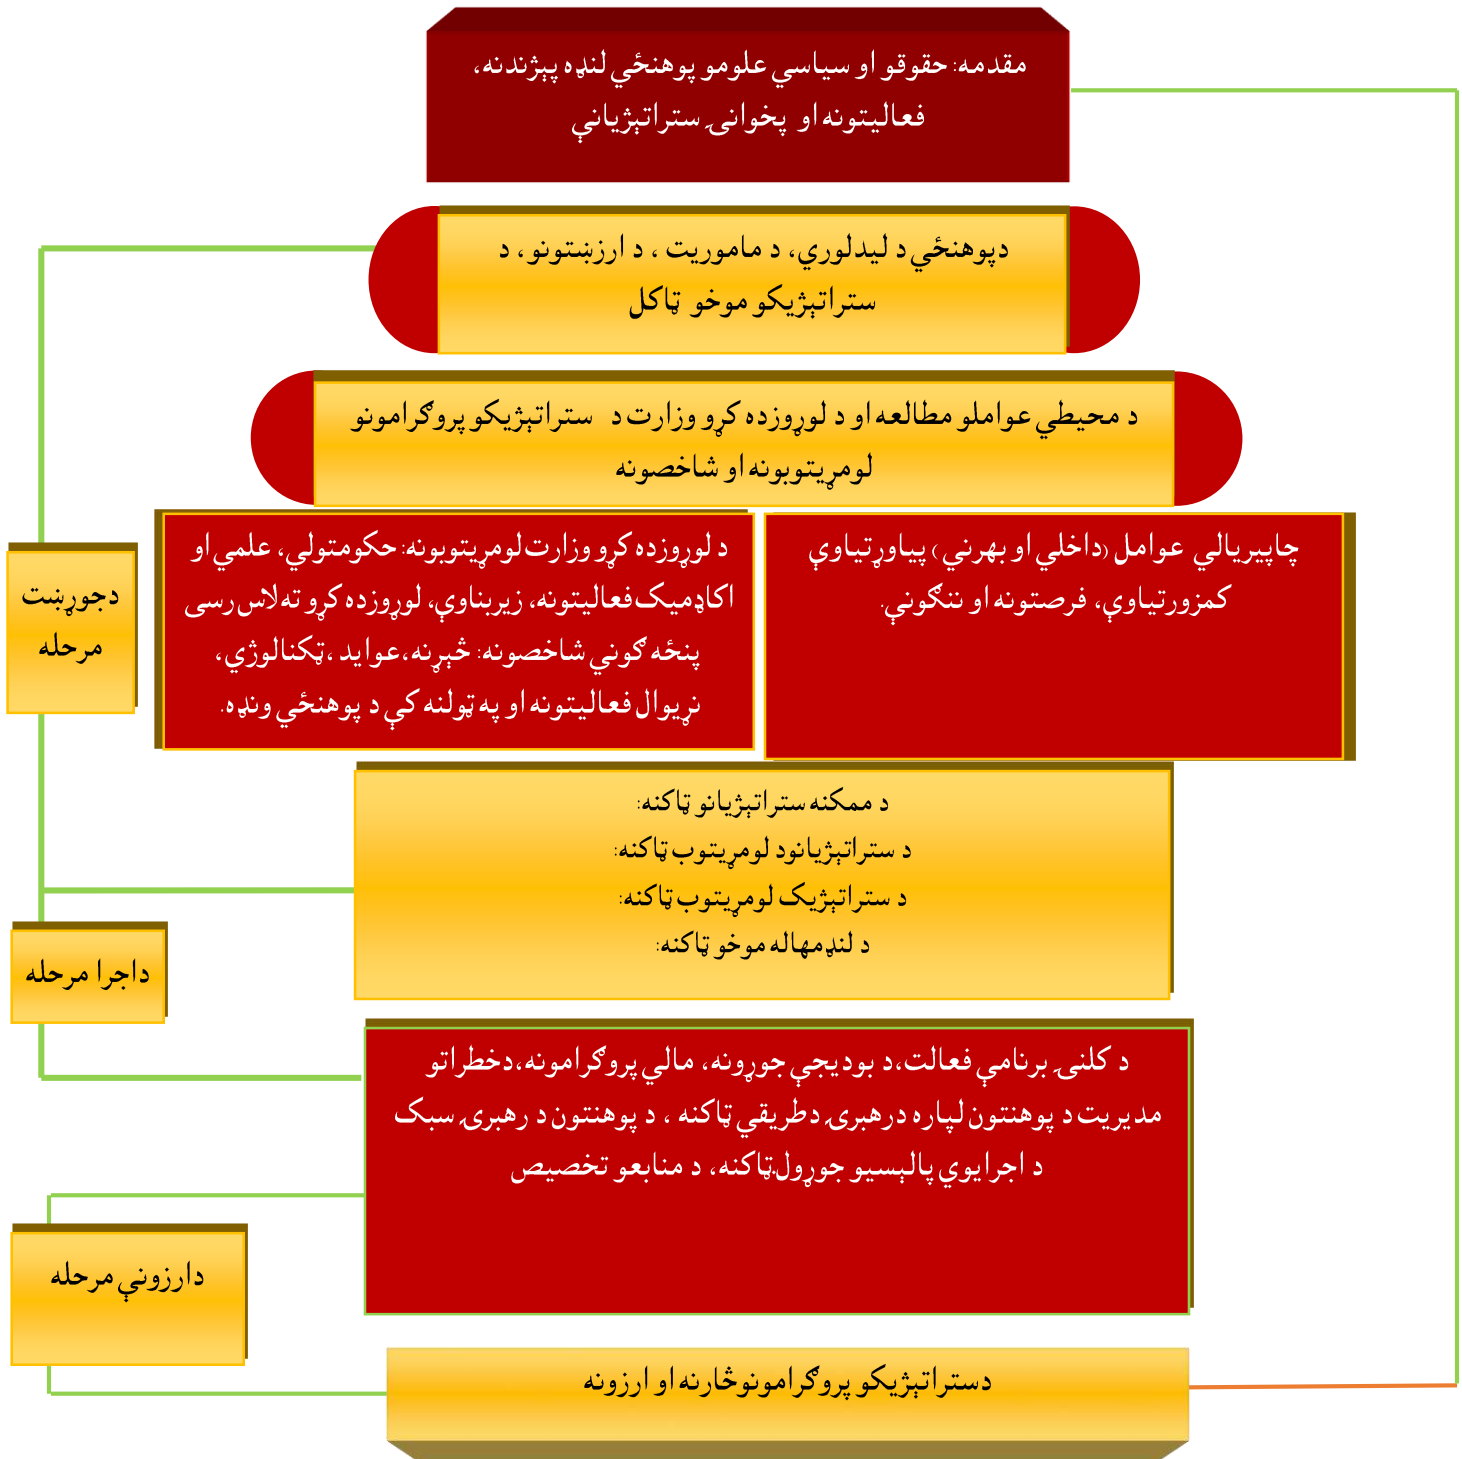 مقدمه: حقوقو او سیاسي علومو پوهنځي لنډه پېژندنه،
فعالیتونه او پخوانۍ ستراتېژیانې
دپوهنځي د لیدلوري، د ماموریت ، د ارزښتونو ، د
ستراتېژیکو موخو ټاکل
د محیطي عواملو مطالعه او د لوړوزده کړو وزارت د ستراتېژیکو پروګرامونو
لومړیتوبونه او شاخصونه
چاپیریالي عوامل (داخلي او بهرني ) پیاوړتیاوې
کمزورتیاوې، فرصتونه او ننګونې.
د لوړوزده کړو وزارت لومړیتوبونه: حکومتولي، علمي او
اکاډمیک فعالیتونه، زیربناوې، لوړوزده کړو ته لاس رسی
پنځه ګوني شاخصونه: څېړنه،عواید ،ټکنالوژي،
نړیوال فعالیتونه او په ټولنه کې د پوهنځي ونډه.
دجوړښت
مرحله
د ممکنه ستراتېژیانو ټاکنه:
د ستراتېژیانود لومړیتوب ټاکنه:
د ستراتېژیک لومړیتوب ټاکنه:
د لنډمهاله موخو ټاکنه:
داجرا مرحله
د کلنۍ برنامې فعالت،د بودیجې جوړونه، مالي پروګرامونه،دخطراتو
مدیریت د پوهنتون لپاره درهبرۍ دطریقي ټاکنه ، د پوهنتون د رهبرۍ سبک
د اجرایوي پالېسیو جوړول.ټاکنه، د منابعو تخصیص
دارزونې مرحله
دستراتېژیکو پروګرامونوڅارنه او ارزونه